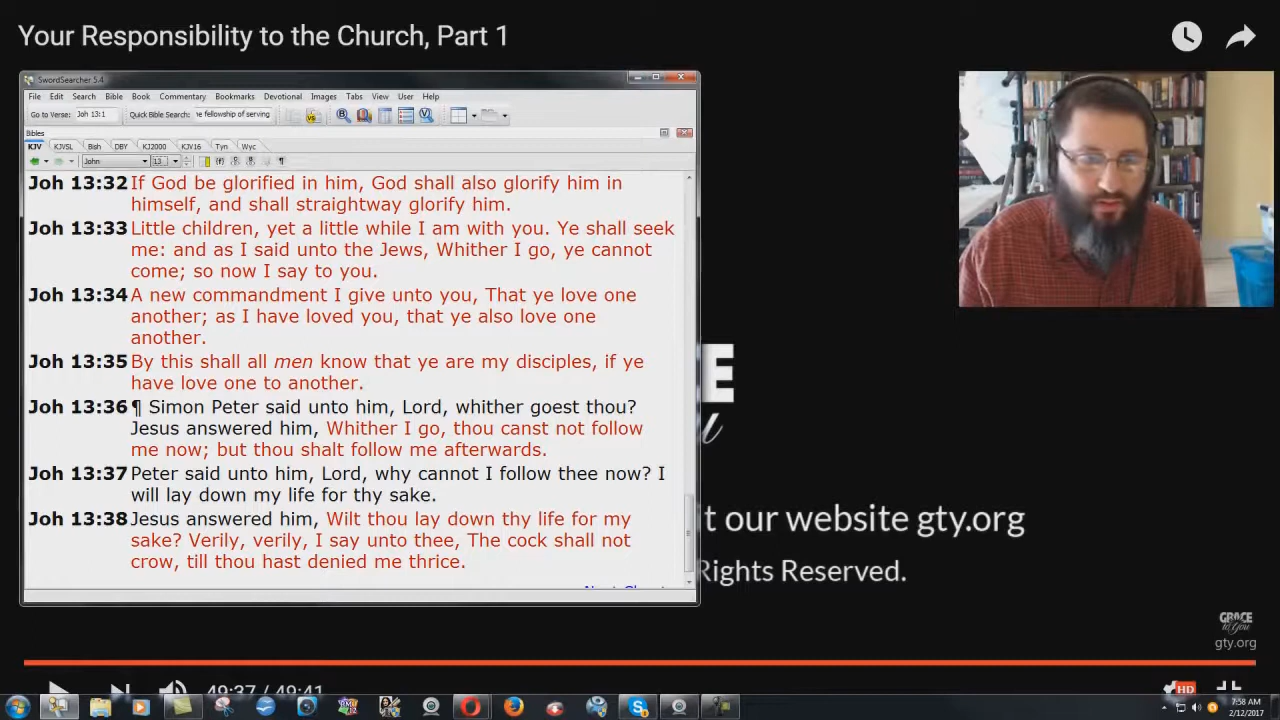 Your Responsibility to the Church, Part 1
SwordSearcher 5.4
File Edit Search Bible Book Commentary Bookmarks Devotional Images Tabs View User Help
Go to Verse: Joh 13:1 Quick Bible Search: he fellowship of serving
Bibles
KJV KJVSL Bish DBY KJ2000 KJV16 Tyn Wyc
John 13
Joh 13:32 If God be glorified in him, God shall also glorify him in
himself, and shall straightway glorify him.
Joh 13:33 Little children, yet a little while I am with you. Ye shall seek
me: and as I said unto the Jews, Whither I go, ye cannot
come; so now I say to you.
Joh 13:34 A new commandment I give unto you, That ye love one
another; as I have loved you, that ye also love one
another.
Joh 13:35 By this shall all men know that ye are my disciples, if ye
have love one to another.
Joh 13:36 ¶ Simon Peter said unto him, Lord, whither goest thou?
Jesus answered him, Whither I go, thou canst not follow
me now; but thou shalt follow me afterwards.
Joh 13:37 Peter said unto him, Lord, why cannot I follow thee now? I
will lay down my life for thy sake.
Joh 13:38 Jesus answered him, Wilt thou lay down thy life for my
sake? Verily, verily, I say unto thee, The cock shall not
crow, till thou hast denied me thrice.
E
t our website gty.org
Rights Reserved.
GRACE
to You
gty.org
49:37 / 49:41
HD
7:58 AM
2/12/2017